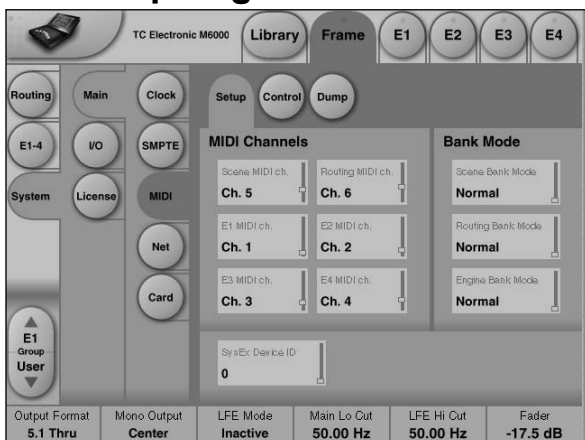 TC Electronic M6000
Library
Frame
E1
E2
E3
E4
Routing
Main
Clock
Setup
Control
Dump
E1-4
I/O
SMPTE
MIDI Channels
Bank Mode
System
License
MIDI
Scene MIDI ch.
Routing MIDI ch.
Scene Bank Mode
Ch. 5
Ch. 6
Normal
E1 MIDI ch.
E2 MIDI ch.
Routing Bank Mode
Ch. 1
Ch. 2
Normal
Net
E3 MIDI ch.
E4 MIDI ch.
Engine Bank Mode
Ch. 3
Ch. 4
Normal
Card
E1
Group
User
SysEx Device ID
0
Output Format
Mono Output
LFE Mode
Main Lo Cut
LFE Hi Cut
Fader
5.1 Thru
Center
Inactive
50.00 Hz
50.00 Hz
-17.5 dB